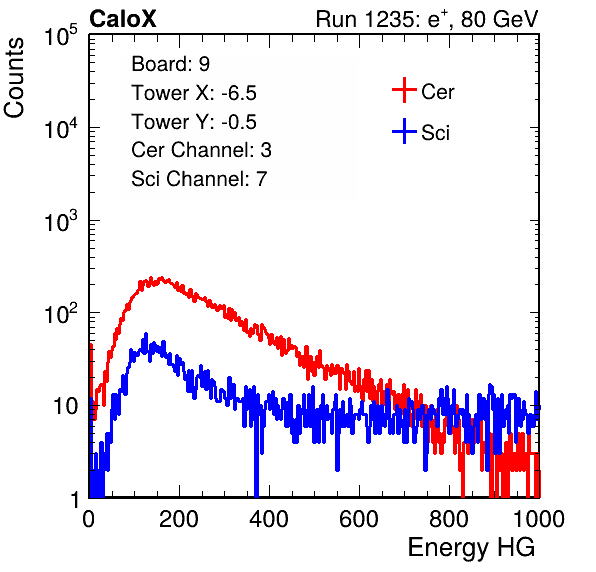 CaloX Run 1235: e+, 80 GeV
Counts
Board: 9
Tower X: -6.5
Tower Y: -0.5
Cer Channel: 3
Sci Channel: 7
Cer
Sci
10^5
10^4
10^3
10^2
10
1
0 200 400 600 800 1000
Energy HG